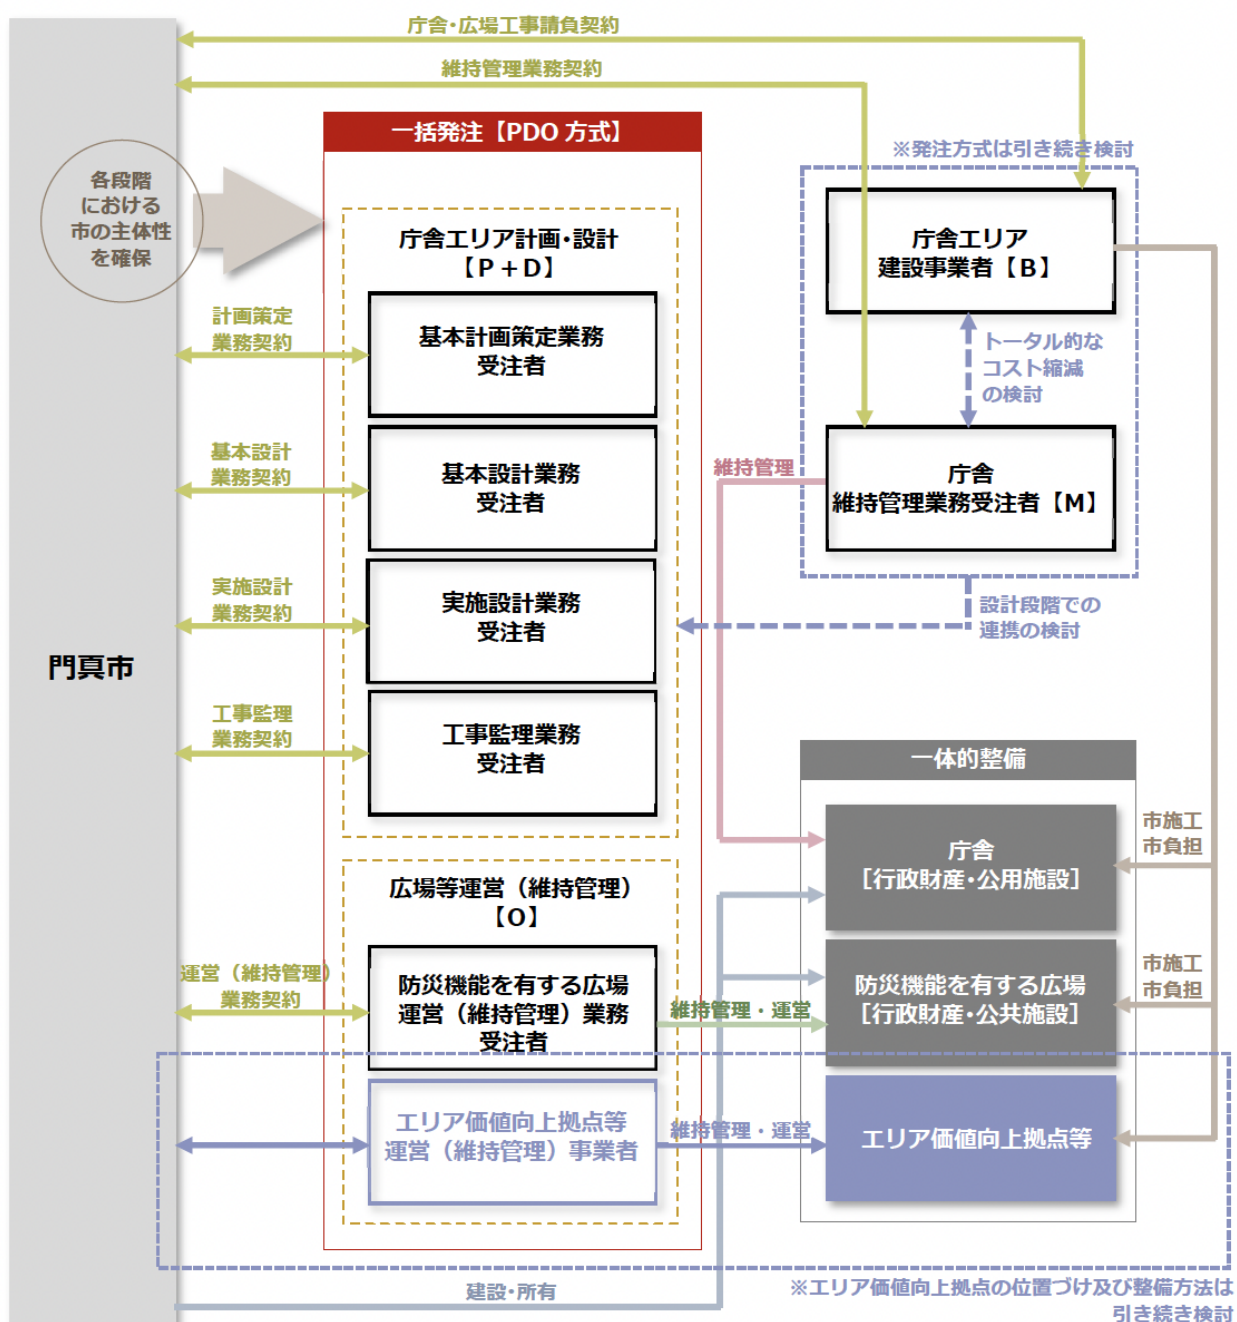 庁舎・広場工事請負契約
維持管理業務契約
一括発注【PDO 方式】
※発注方式は引き続き検討
各段階
における
市の主体性
を確保
庁舎エリア計画・設計
【P＋D】
庁舎エリア
建設事業者【B】
計画策定
業務契約
基本計画策定業務
受注者
トータル的な
コスト縮減
の検討
基本設計
業務契約
基本設計業務
受注者
維持管理
庁舎
維持管理業務受注者【M】
実施設計
業務契約
実施設計業務
受注者
設計段階での
連携の検討
門真市
工事監理
業務契約
工事監理業務
受注者
一体的整備
庁舎
［行政財産・公用施設］
市施工
市負担
広場等運営（維持管理）
【O】
運営（維持管理）
業務契約
防災機能を有する広場
運営（維持管理）業務
受注者
維持管理・運営
防災機能を有する広場
［行政財産・公共施設］
市施工
市負担
エリア価値向上拠点等
運営（維持管理）事業者
維持管理・運営
エリア価値向上拠点等
建設・所有
※エリア価値向上拠点の位置づけ及び整備方法は
引き続き検討